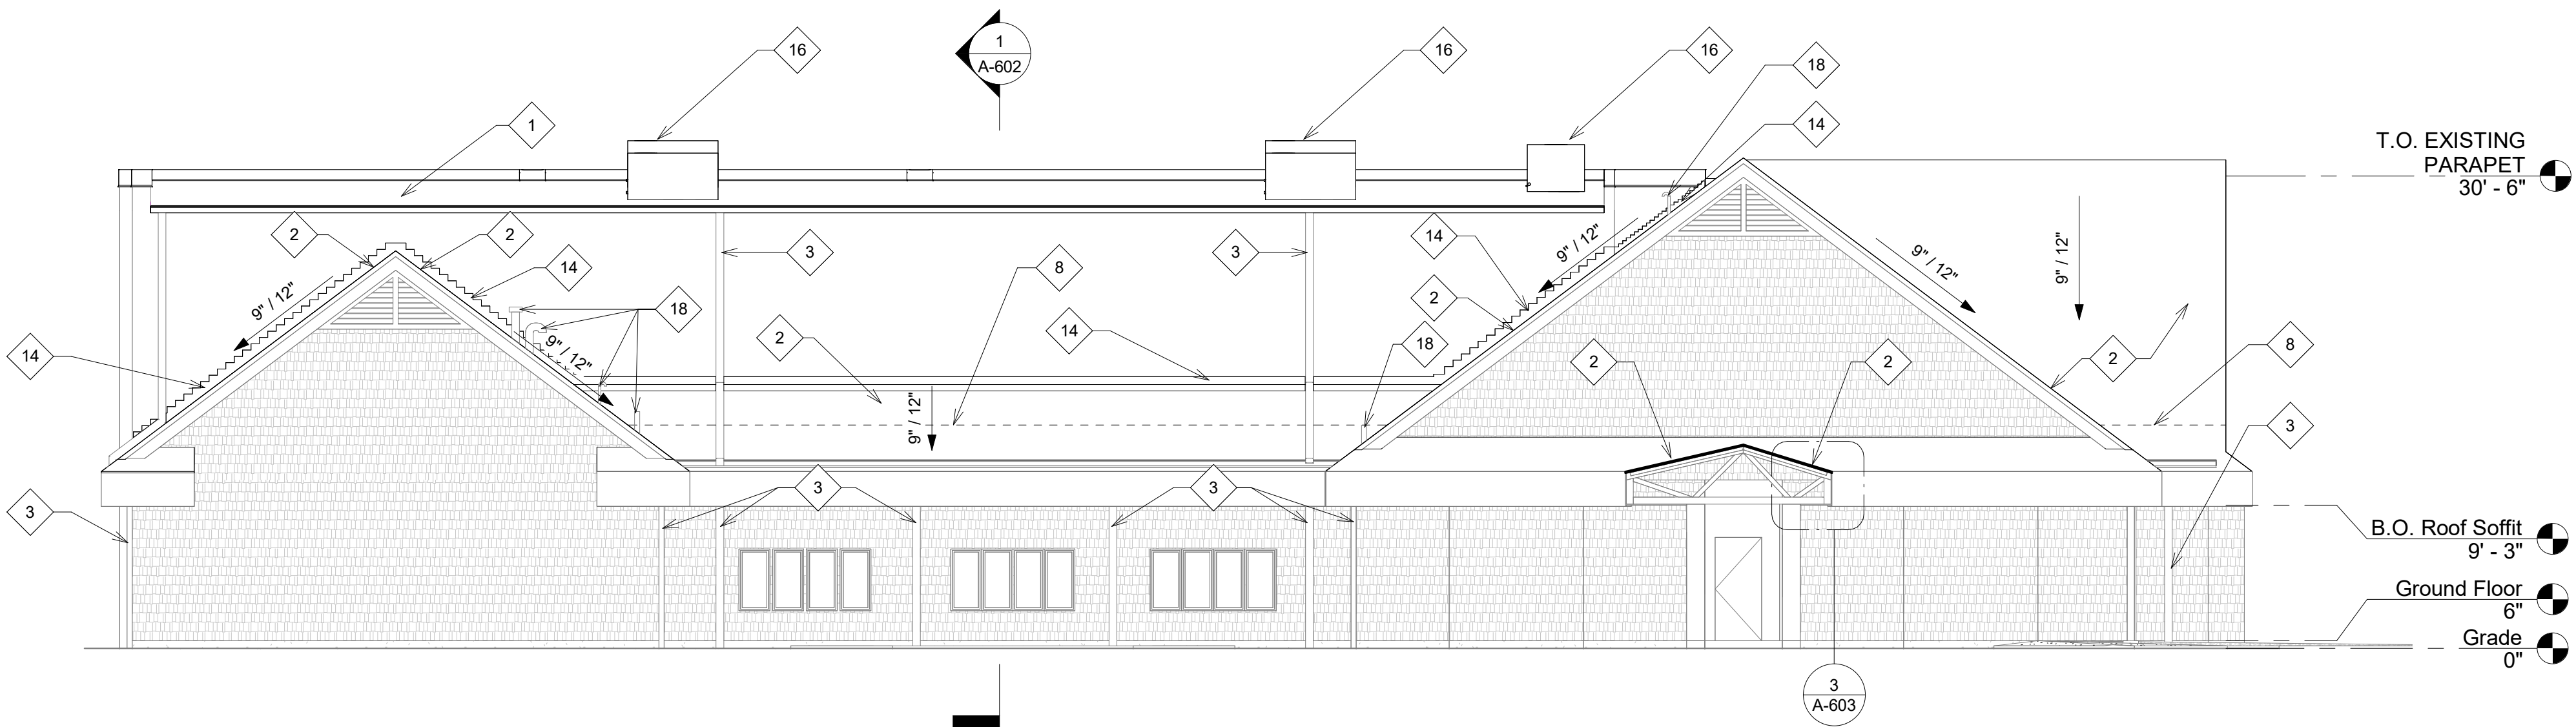 16
1
A-602
16
16
18
1
14
T.O. EXISTING
PARAPET
30' - 6"
2
2
3
3
14
9" / 12"
9" / 12"
9" / 12"
14
8
9" / 12"
2
18
2
14
18
8
9" / 12"
14
2
2
2
9" / 12"
3
3
3
3
B.O. Roof Soffit
9' - 3"
Ground Floor
6"
Grade
0"
3
A-603